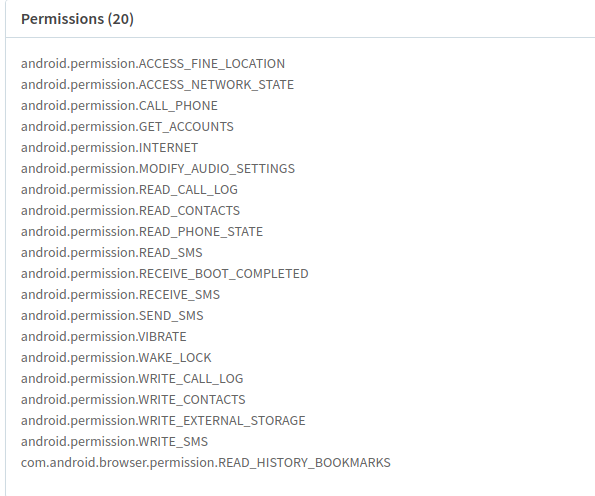 Permissions (20)
android.permission.ACCESS_FINE_LOCATION
android.permission.ACCESS_NETWORK_STATE
android.permission.CALL_PHONE
android.permission.GET_ACCOUNTS
android.permission.INTERNET
android.permission.MODIFY_AUDIO_SETTINGS
android.permission.READ_CALL_LOG
android.permission.READ_CONTACTS
android.permission.READ_PHONE_STATE
android.permission.READ_SMS
android.permission.RECEIVE_BOOT_COMPLETED
android.permission.RECEIVE_SMS
android.permission.SEND_SMS
android.permission.VIBRATE
android.permission.WAKE_LOCK
android.permission.WRITE_CALL_LOG
android.permission.WRITE_CONTACTS
android.permission.WRITE_EXTERNAL_STORAGE
android.permission.WRITE_SMS
com.android.browser.permission.READ_HISTORY_BOOKMARKS